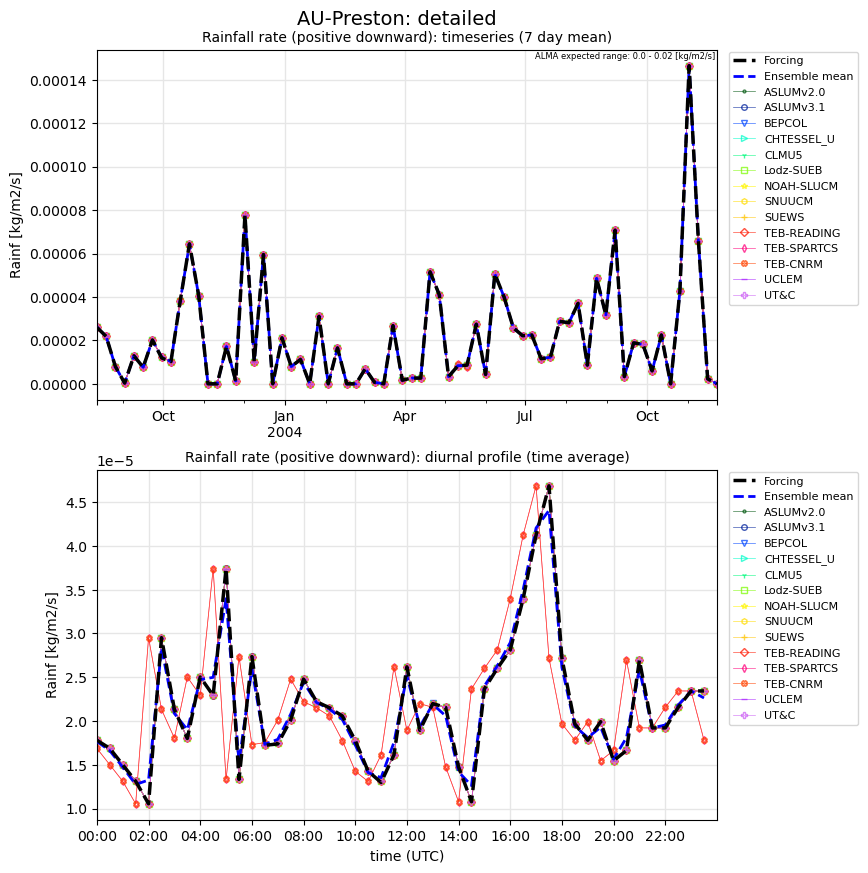 AU-Preston: detailed
Rainfall rate (positive downward): timeseries (7 day mean)
ALMA expected range: 0.0 - 0.02 [kg/m2/s]
Rainf [kg/m2/s]
0.00014
0.00012
0.00010
0.00008
0.00006
0.00004
0.00002
0.00000
Oct
Jan
2004
Apr
Jul
Oct
Forcing
Ensemble mean
ASLUMv2.0
ASLUMv3.1
BEPCOL
CHTESSEL_U
CLMU5
Lodz-SUEB
NOAH-SLUCM
SNUUCM
SUEWS
TEB-READING
TEB-SPARTCS
TEB-CNRM
UCLEM
UT&C
1e−5
Rainfall rate (positive downward): diurnal profile (time average)
Rainf [kg/m2/s]
4.5
4.0
3.5
3.0
2.5
2.0
1.5
1.0
00:00
02:00
04:00
06:00
08:00
10:00
12:00
14:00
16:00
18:00
20:00
22:00
time (UTC)
Forcing
Ensemble mean
ASLUMv2.0
ASLUMv3.1
BEPCOL
CHTESSEL_U
CLMU5
Lodz-SUEB
NOAH-SLUCM
SNUUCM
SUEWS
TEB-READING
TEB-SPARTCS
TEB-CNRM
UCLEM
UT&C